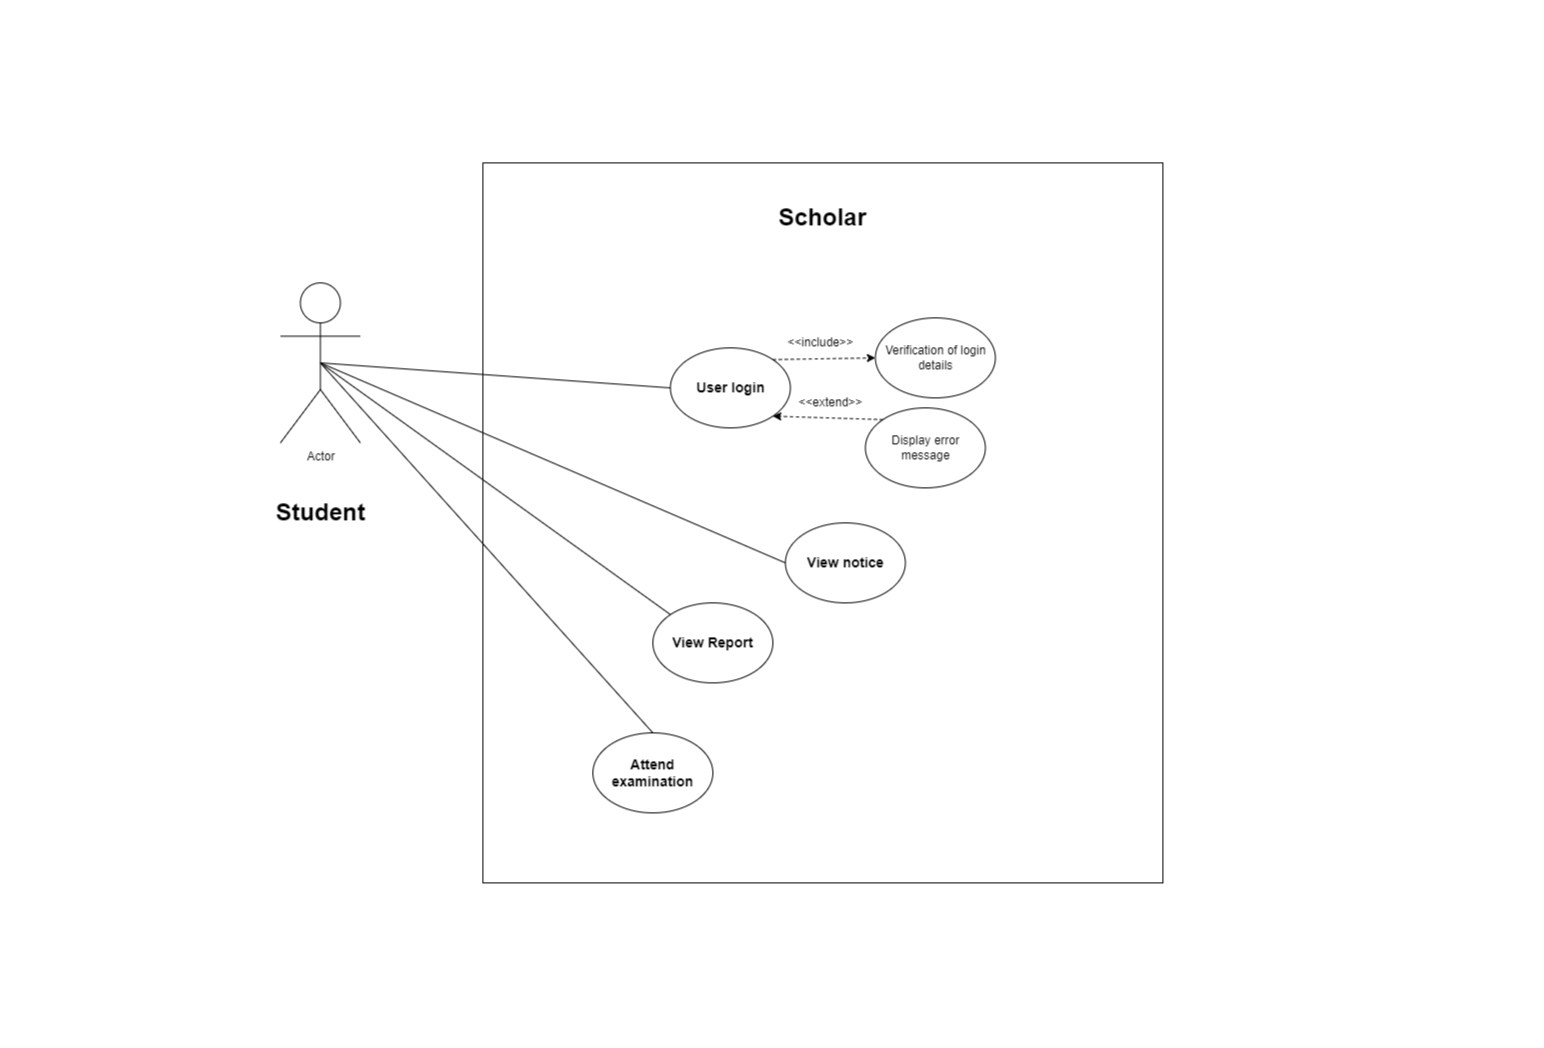 Scholar
<<include>>
Verification of login
details
User login
<<extend>>
Display error
message
Actor
Student
View notice
View Report
Attend
examination